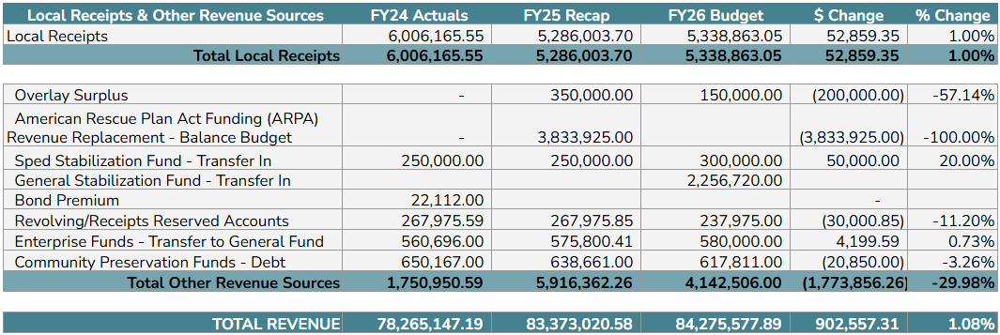 Local Receipts & Other Revenue Sources FY24 Actuals FY25 Recap FY26 Budget $ Change % Change
Local Receipts 6,006,165.55 5,286,003.70 5,338,863.05 52,859.35 1.00%
Total Local Receipts 6,006,165.55 5,286,003.70 5,338,863.05 52,859.35 1.00%
Overlay Surplus - 350,000.00 150,000.00 (200,000.00) -57.14%
American Rescue Plan Act Funding (ARPA)
Revenue Replacement - Balance Budget - 3,833,925.00 (3,833,925.00) -100.00%
Sped Stabilization Fund - Transfer In 250,000.00 250,000.00 300,000.00 50,000.00 20.00%
General Stabilization Fund - Transfer In 2,256,720.00
Bond Premium 22,112.00 -
Revolving/Receipts Reserved Accounts 267,975.59 267,975.85 237,975.00 (30,000.85) -11.20%
Enterprise Funds - Transfer to General Fund 560,696.00 575,800.41 580,000.00 4,199.59 0.73%
Community Preservation Funds - Debt 650,167.00 638,661.00 617,811.00 (20,850.00) -3.26%
Total Other Revenue Sources 1,750,950.59 5,916,362.26 4,142,506.00 (1,773,856.26) -29.98%
TOTAL REVENUE 78,265,147.19 83,373,020.58 84,275,577.89 902,557.31 1.08%